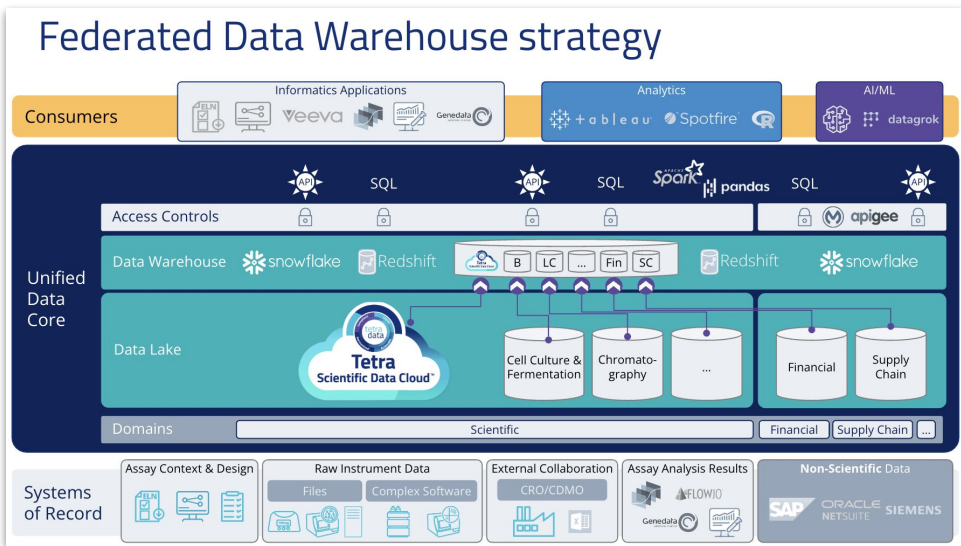 Federated Data Warehouse strategy
Consumers
Informatics Applications
ELN
Veeva
Genedata
Analytics
+ a b l e a u
Spotfire
R
AI/ML
datagrok
Unified
Data
Core
API
SQL
API
SQL
APACHE
Spark
pandas
SQL
API
Access Controls
apigee
Data Warehouse
snowflake
Redshift
Tetra
B
LC
...
Fin
SC
Redshift
snowflake
Data Lake
tetra
data
Tetra
Scientific Data Cloud™
Cell Culture &
Fermentation
Chromato-
graphy
...
Financial
Supply
Chain
Domains
Scientific
Financial
Supply Chain
...
Systems
of Record
Assay Context & Design
ELN
Raw Instrument Data
Files
Complex Software
External Collaboration
CRO/CDMO
Assay Analysis Results
FLOWJO
Genedata
Non-Scientific Data
SAP
ORACLE
NETSUITE
SIEMENS